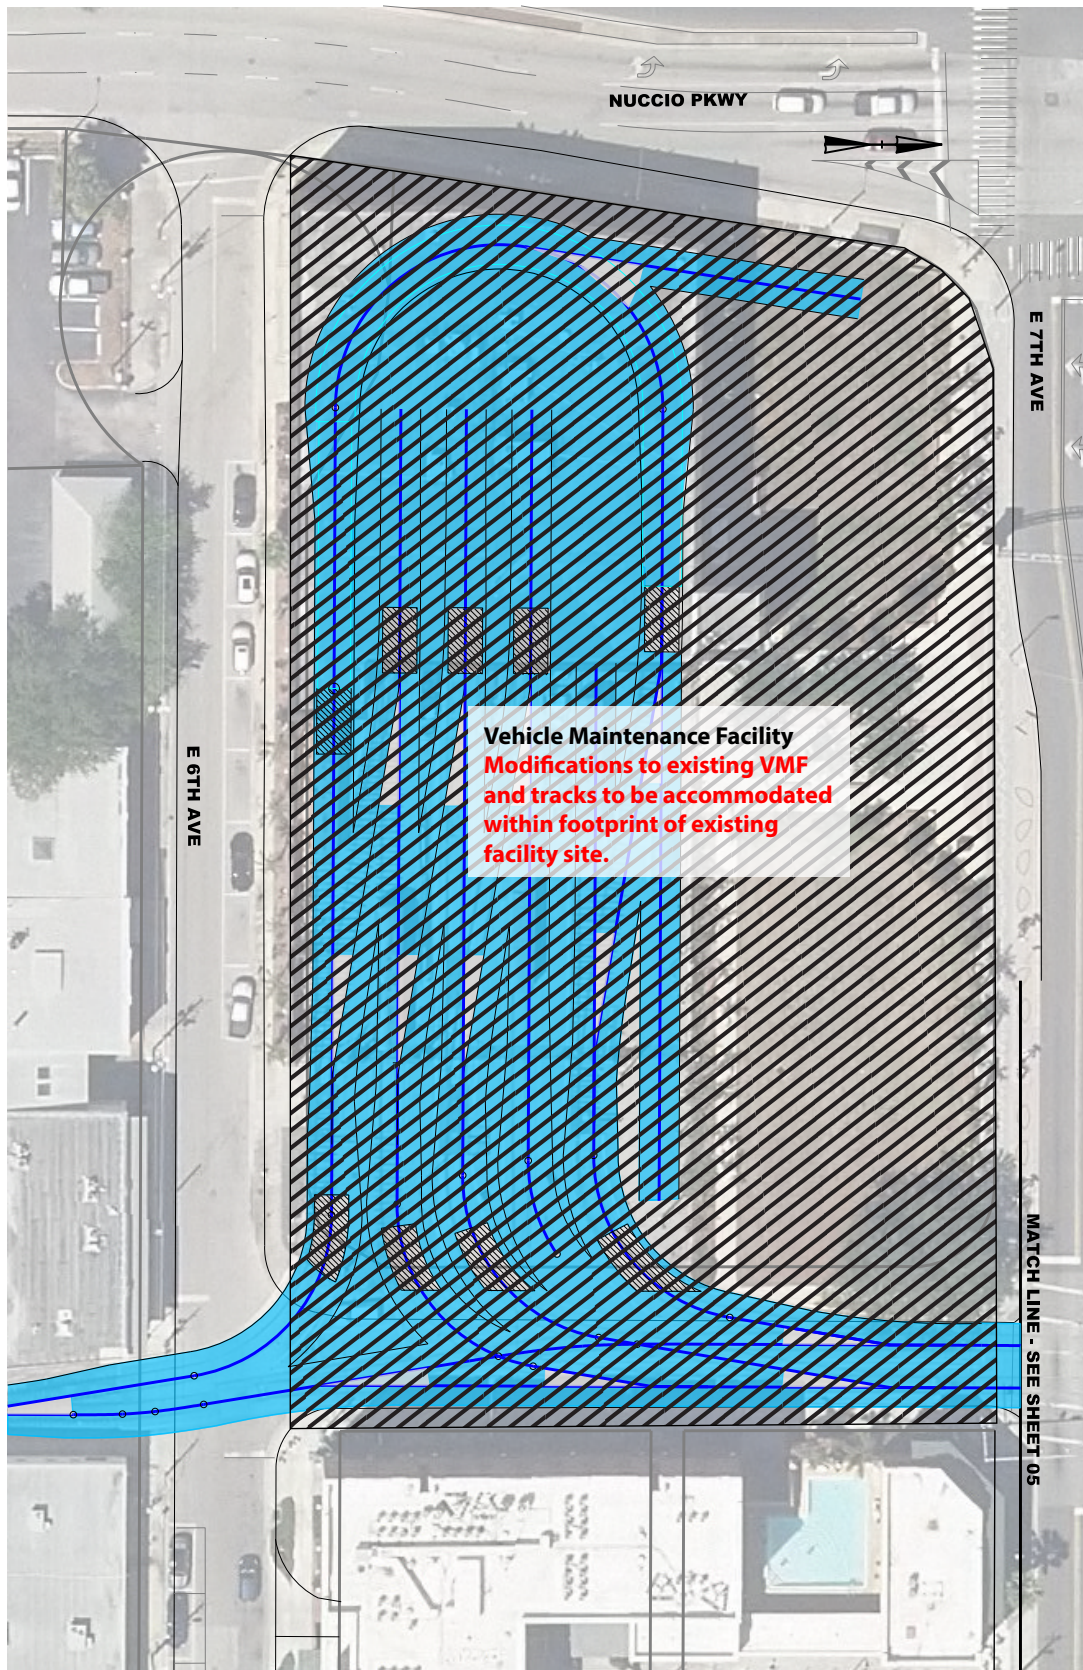 NUCCIO PKWY
E 7TH AVE
E 6TH AVE
Vehicle Maintenance Facility
Modifications to existing VMF
and tracks to be accommodated
within footprint of existing
facility site.
MATCH LINE - SEE SHEET 05